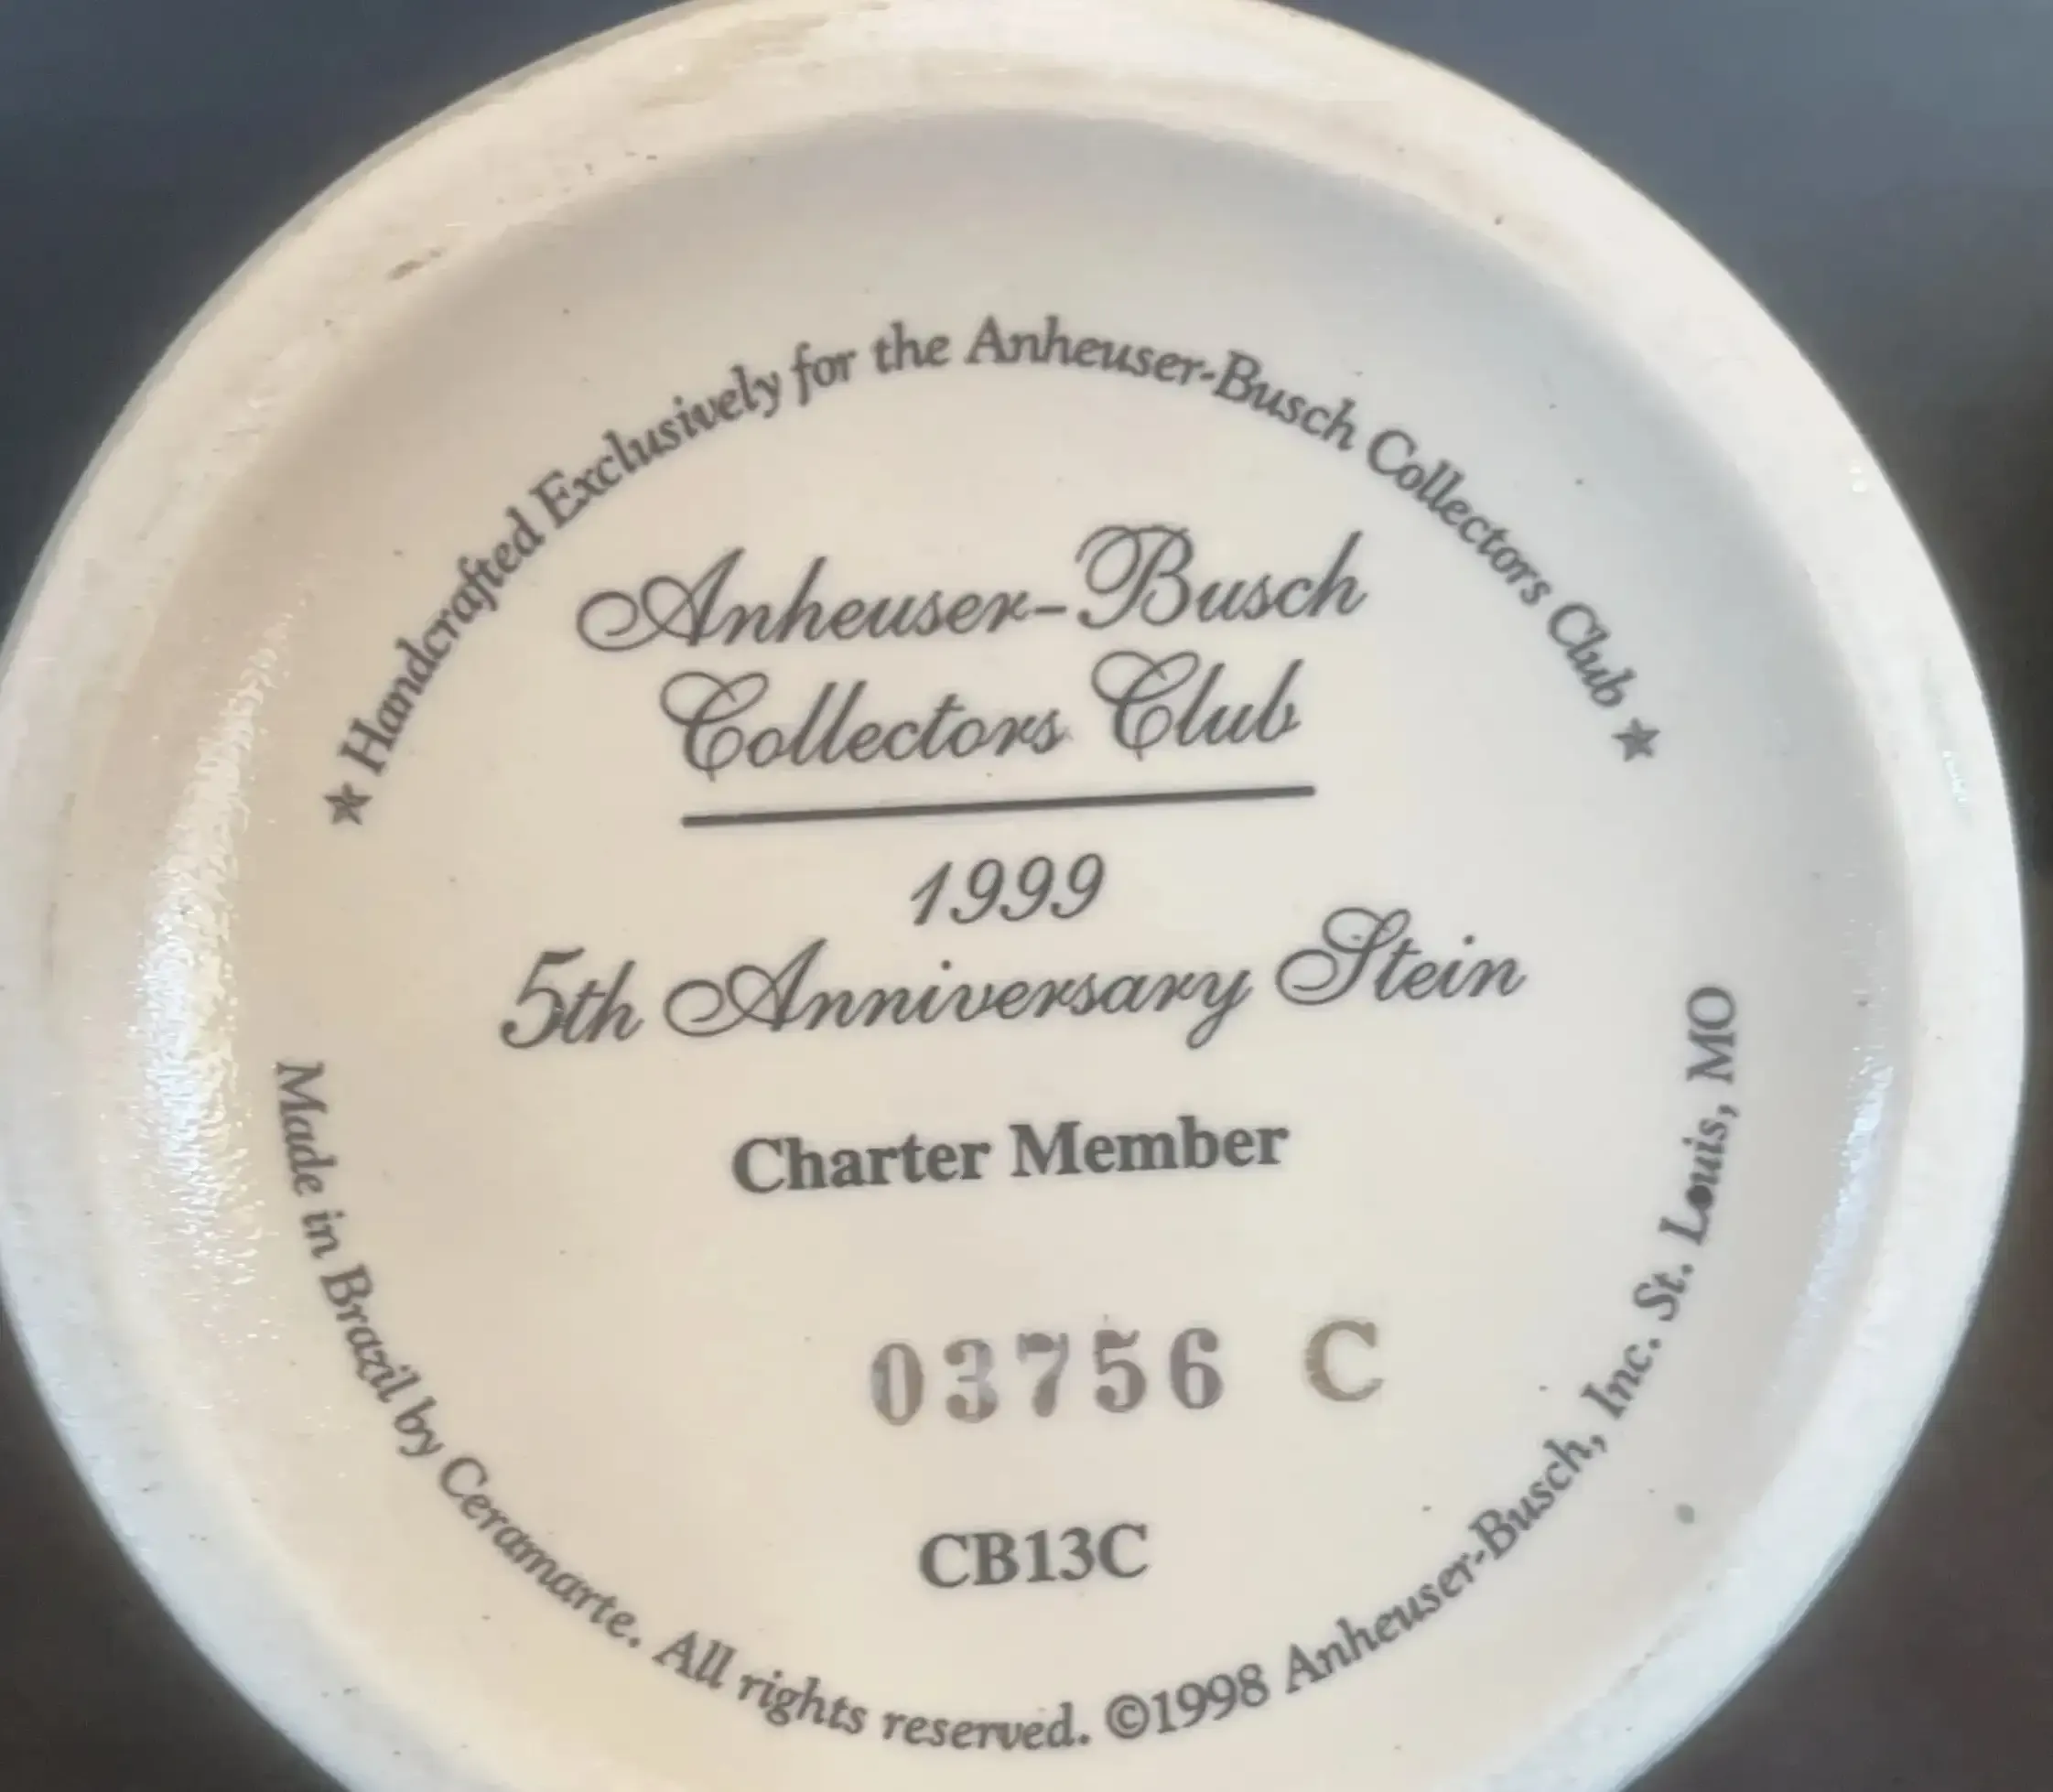 ★ Handcrafted Exclusively for the Anheuser-Busch Collectors Club ★
Anheuser-Busch
Collectors Club
1999
5th Anniversary Stein
Charter Member
03756 C
CB13C
Made in Brazil by Ceramarte. All rights reserved. ©1998 Anheuser-Busch, Inc. St. Louis, MO